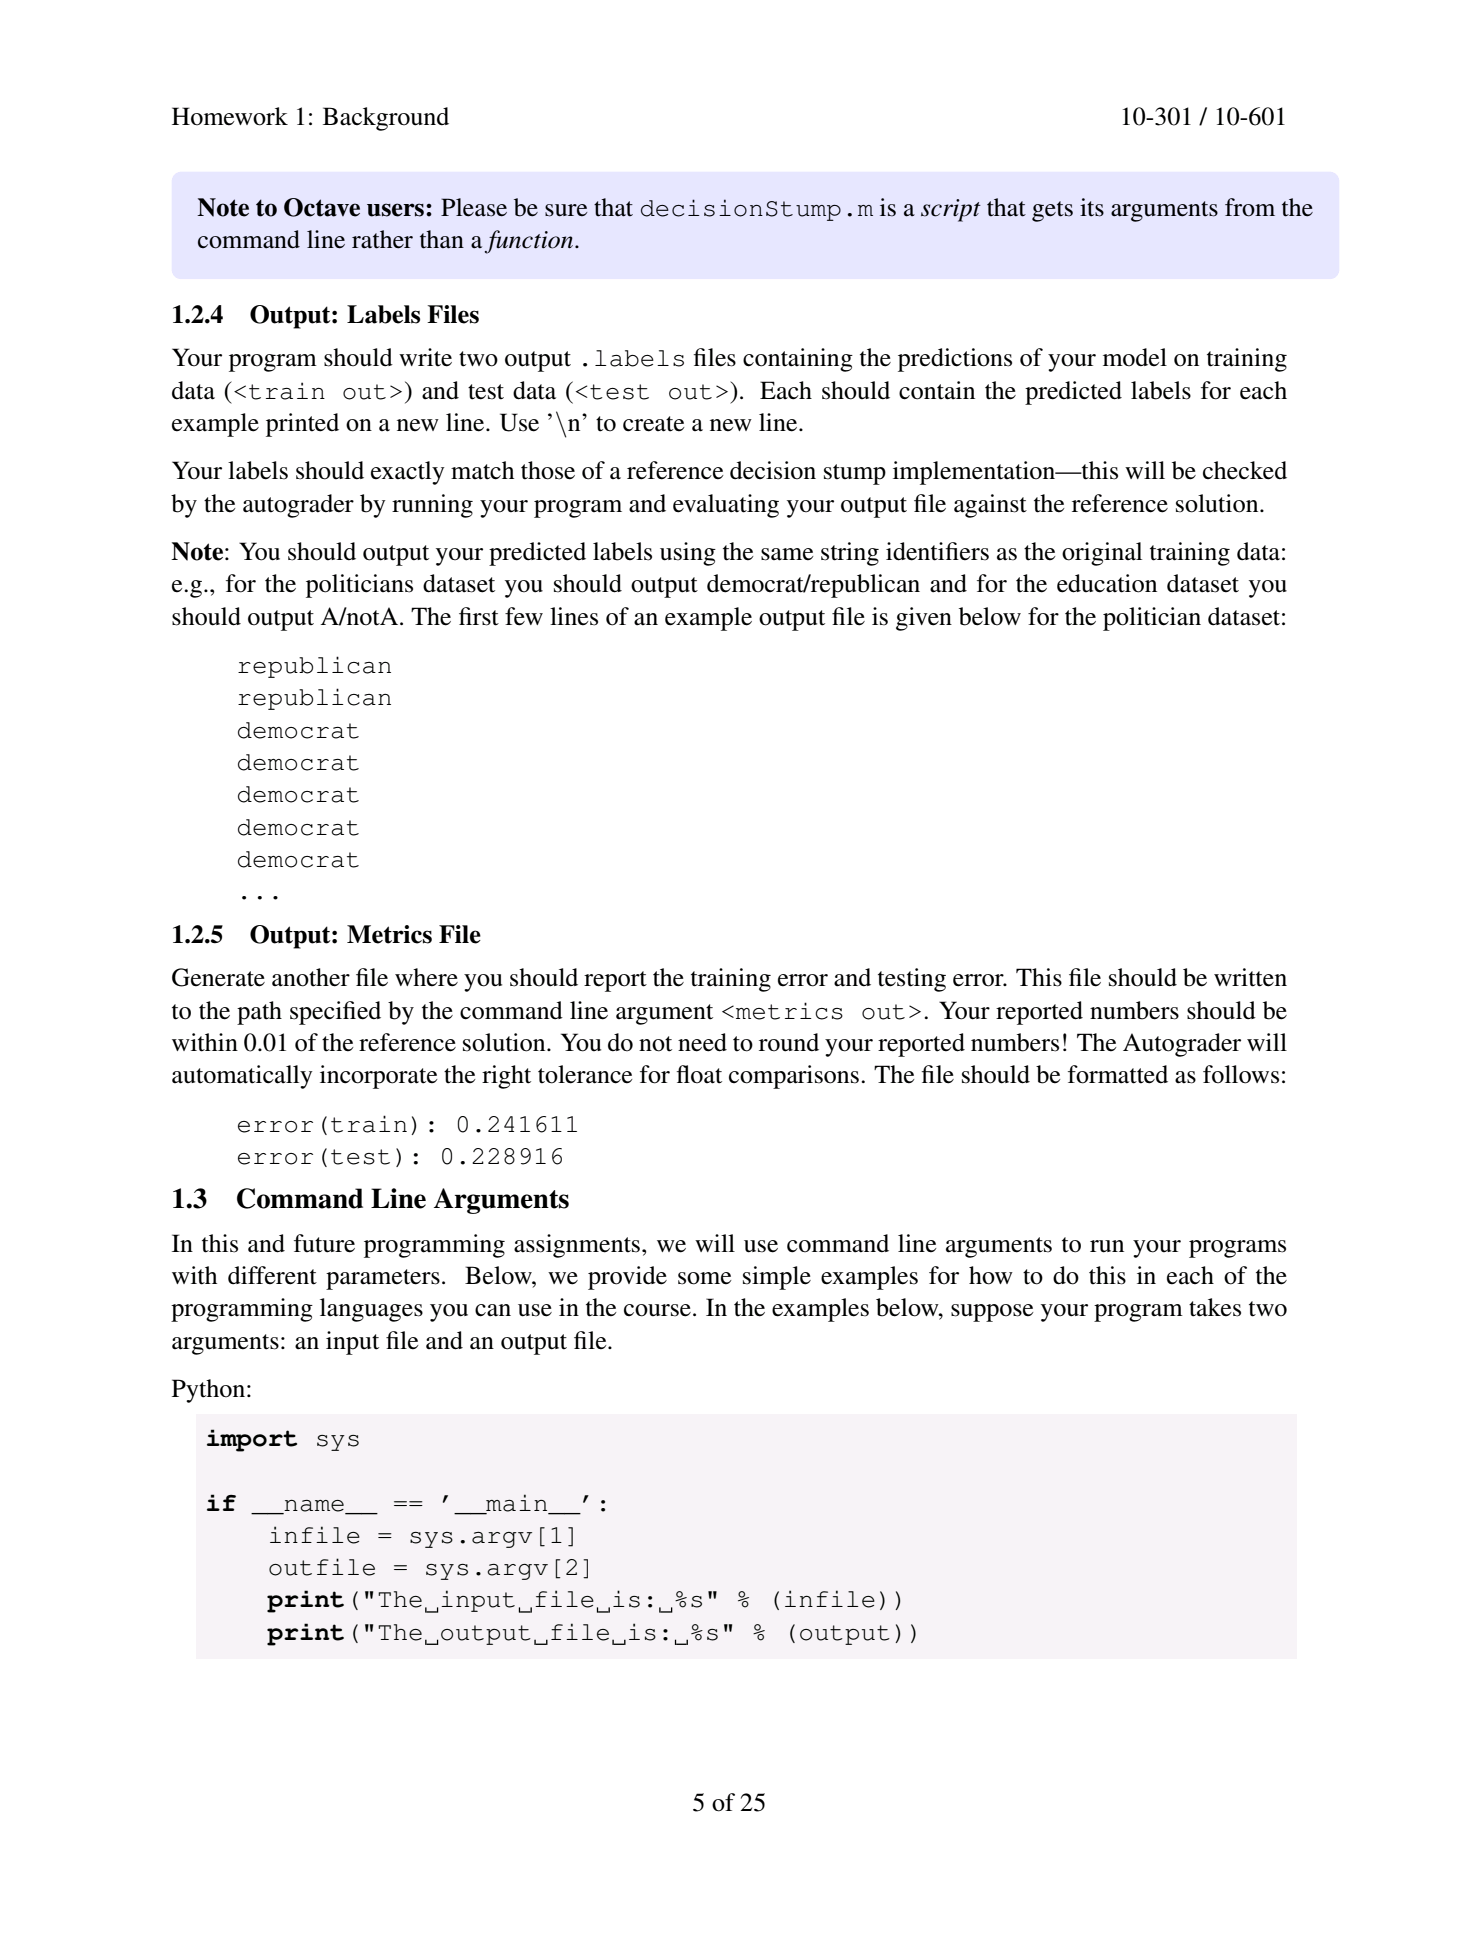 Homework 1: Background 10-301 / 10-601
Note to Octave users: Please be sure that decisionStump.m is a script that gets its arguments from the
command line rather than a function.
1.2.4 Output: Labels Files
Your program should write two output .labels files containing the predictions of your model on training
data (<train out>) and test data (<test out>). Each should contain the predicted labels for each
example printed on a new line. Use ’\n’ to create a new line.
Your labels should exactly match those of a reference decision stump implementation—this will be checked
by the autograder by running your program and evaluating your output file against the reference solution.
Note: You should output your predicted labels using the same string identifiers as the original training data:
e.g., for the politicians dataset you should output democrat/republican and for the education dataset you
should output A/notA. The first few lines of an example output file is given below for the politician dataset:
republican
republican
democrat
democrat
democrat
democrat
democrat
...
1.2.5 Output: Metrics File
Generate another file where you should report the training error and testing error. This file should be written
to the path specified by the command line argument <metrics out>. Your reported numbers should be
within 0.01 of the reference solution. You do not need to round your reported numbers! The Autograder will
automatically incorporate the right tolerance for float comparisons. The file should be formatted as follows:
error(train): 0.241611
error(test): 0.228916
1.3 Command Line Arguments
In this and future programming assignments, we will use command line arguments to run your programs
with different parameters. Below, we provide some simple examples for how to do this in each of the
programming languages you can use in the course. In the examples below, suppose your program takes two
arguments: an input file and an output file.
Python:
import sys
if __name__ == ’__main__’:
    infile = sys.argv[1]
    outfile = sys.argv[2]
    print("The␣input␣file␣is:␣%s" % (infile))
    print("The␣output␣file␣is:␣%s" % (output))
5 of 25